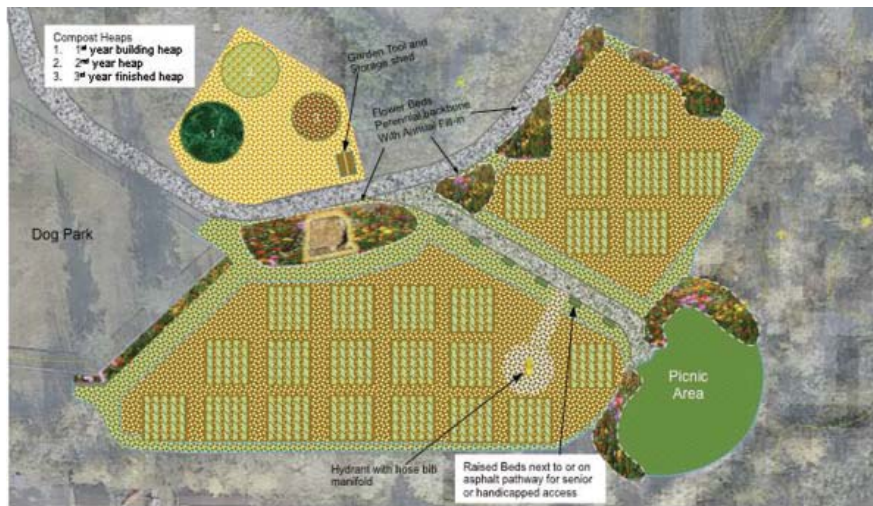 Compost Heaps
1. 1st year building heap
2. 2nd year heap
3. 3rd year finished heap
Garden Tool and
Storage shed
1
Flower Beds
Perennial backbone
With Annual Fill-in
Dog Park
Picnic
Area
Hydrant with hose bib
manifold.
Raised Beds next to or on
asphalt pathway for senior
or handicapped access